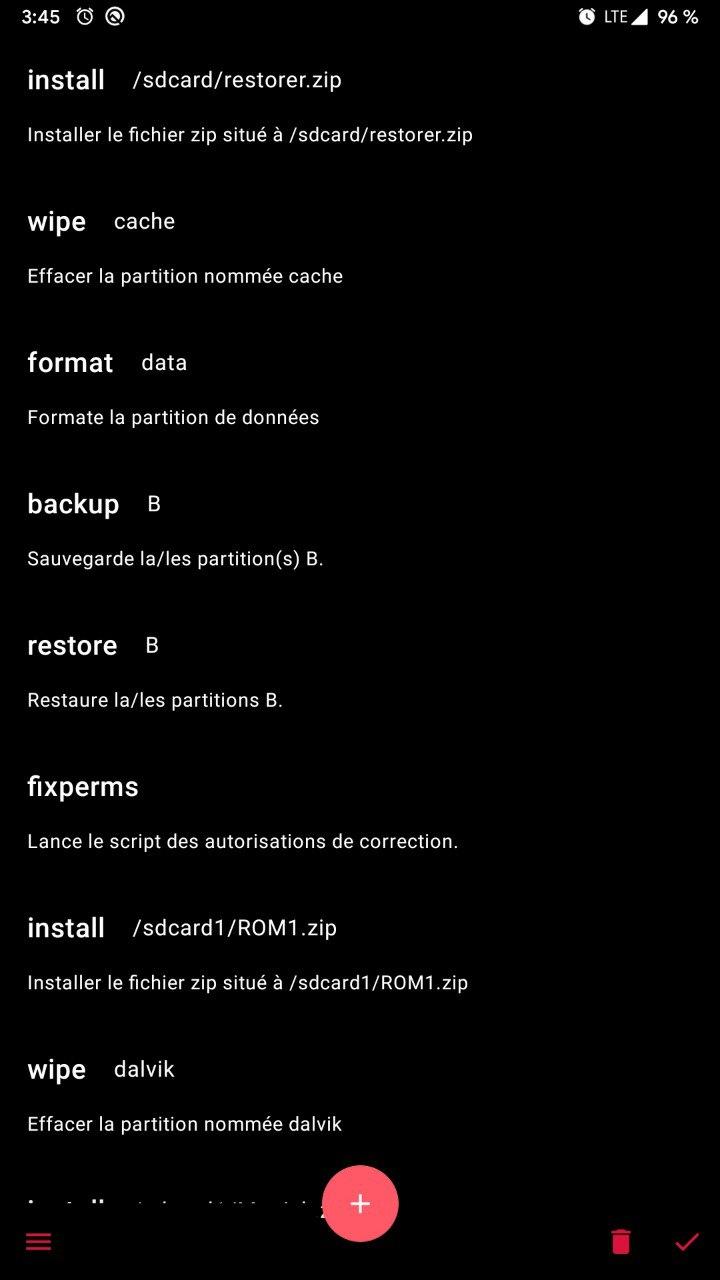 3:45 LTE 96 %
install /sdcard/restorer.zip
Installer le fichier zip situé à /sdcard/restorer.zip
wipe cache
Effacer la partition nommée cache
format data
Formate la partition de données
backup B
Sauvegarde la/les partition(s) B.
restore B
Restaure la/les partitions B.
fixperms
Lance le script des autorisations de correction.
install /sdcard1/ROM1.zip
Installer le fichier zip situé à /sdcard1/ROM1.zip
wipe dalvik
Effacer la partition nommée dalvik
+